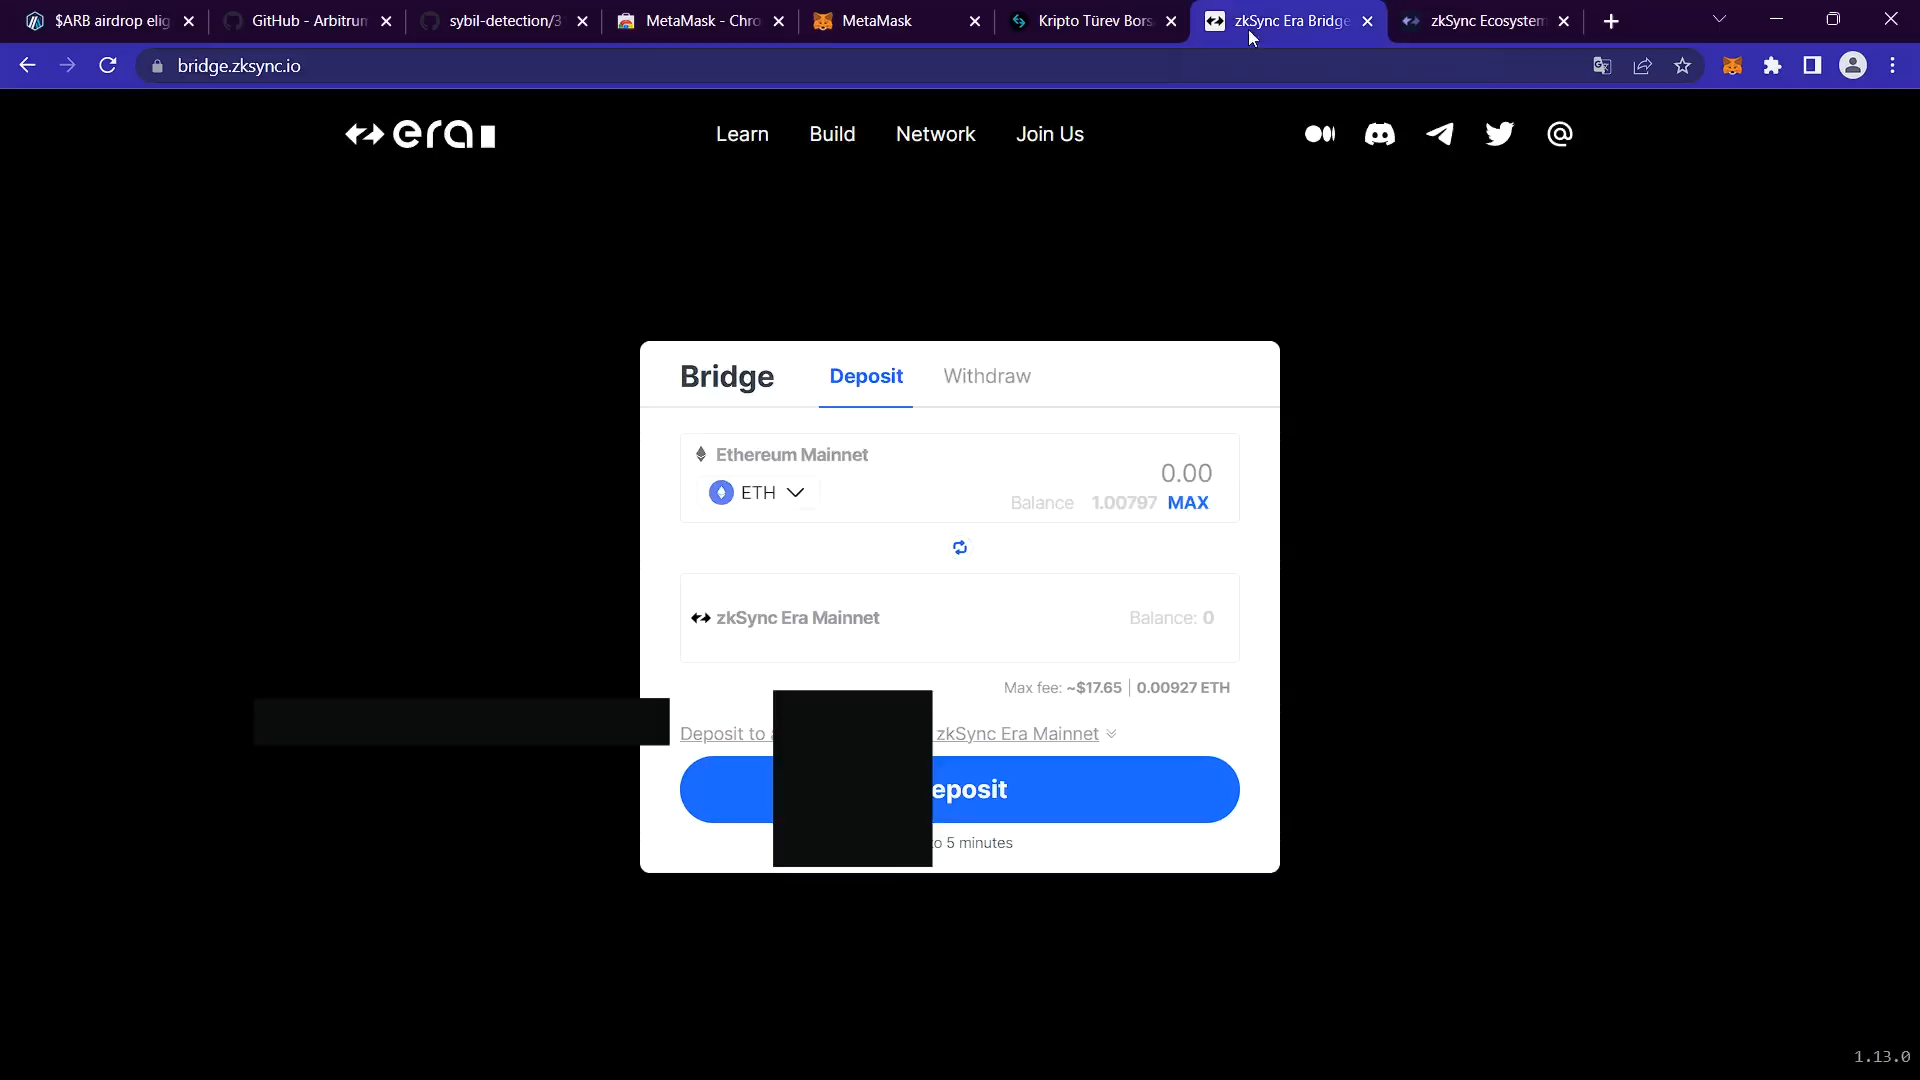 $ARB airdrop elig
GitHub - Arbitrum
sybil-detection/3
MetaMask - Chro
MetaMask
Kripto Türev Bors
zkSync Era Bridge
zkSync Ecosystem
bridge.zksync.io
era
Learn
Build
Network
Join Us
Bridge
Deposit
Withdraw
Ethereum Mainnet
0.00
ETH
Balance 1.00797 MAX
zkSync Era Mainnet
Balance: 0
Max fee: ~$17.65 0.00927 ETH
Deposit to
zkSync Era Mainnet
eposit
5 minutes
1.13.0